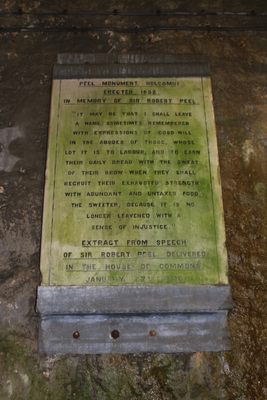 PEEL MONUMENT, HOLCOMBE
ERECTED 1852
IN MEMORY OF SIR ROBERT PEEL
"IT MAY BE THAT I SHALL LEAVE
A NAME SOMETIMES REMEMBERED
WITH EXPRESSIONS OF GOOD WILL
IN THE ABODES OF THOSE, WHOSE
LOT IT IS TO LABOUR, AND TO EARN
THEIR DAILY BREAD WITH THE SWEAT
OF THEIR BROW WHEN THEY SHALL
RECRUIT THEIR EXHAUSTED STRENGTH
WITH ABUNDANT AND UNTAXED FOOD
THE SWEETER, BECAUSE IT IS NO
LONGER LEAVENED WITH A
SENSE OF INJUSTICE."
EXTRACT FROM SPEECH
OF SIR ROBERT PEEL DELIVERED
IN THE HOUSE OF COMMONS
JANUARY